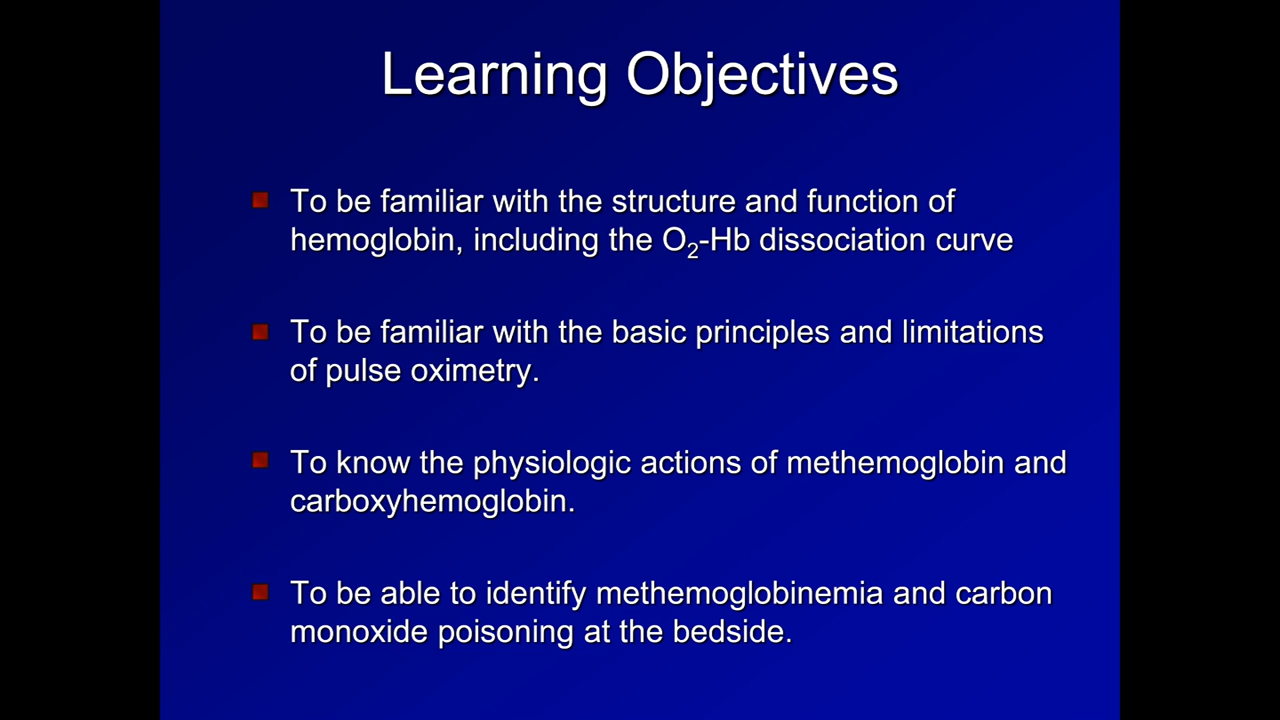 Learning Objectives
To be familiar with the structure and function of
hemoglobin, including the O₂-Hb dissociation curve
To be familiar with the basic principles and limitations
of pulse oximetry.
To know the physiologic actions of methemoglobin and
carboxyhemoglobin.
To be able to identify methemoglobinemia and carbon
monoxide poisoning at the bedside.